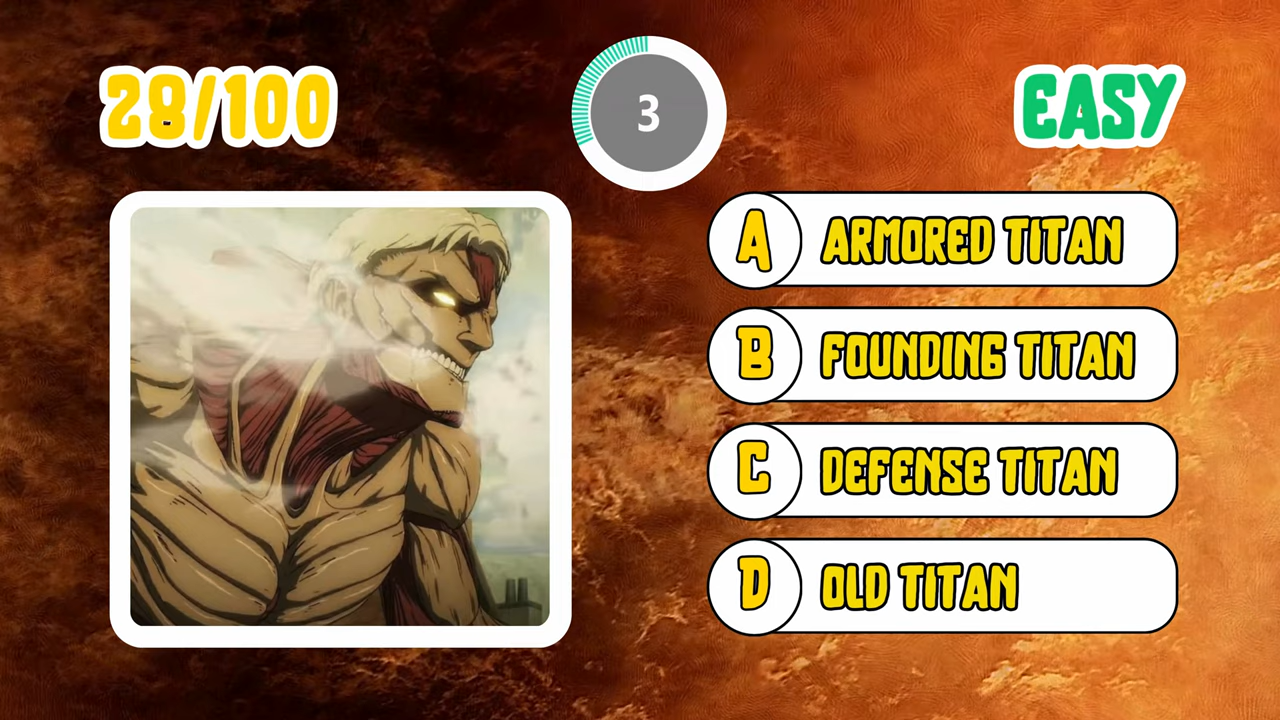 28/100
3
EASY
A ARMORED TITAN
B FOUNDING TITAN
C DEFENSE TITAN
D OLD TITAN